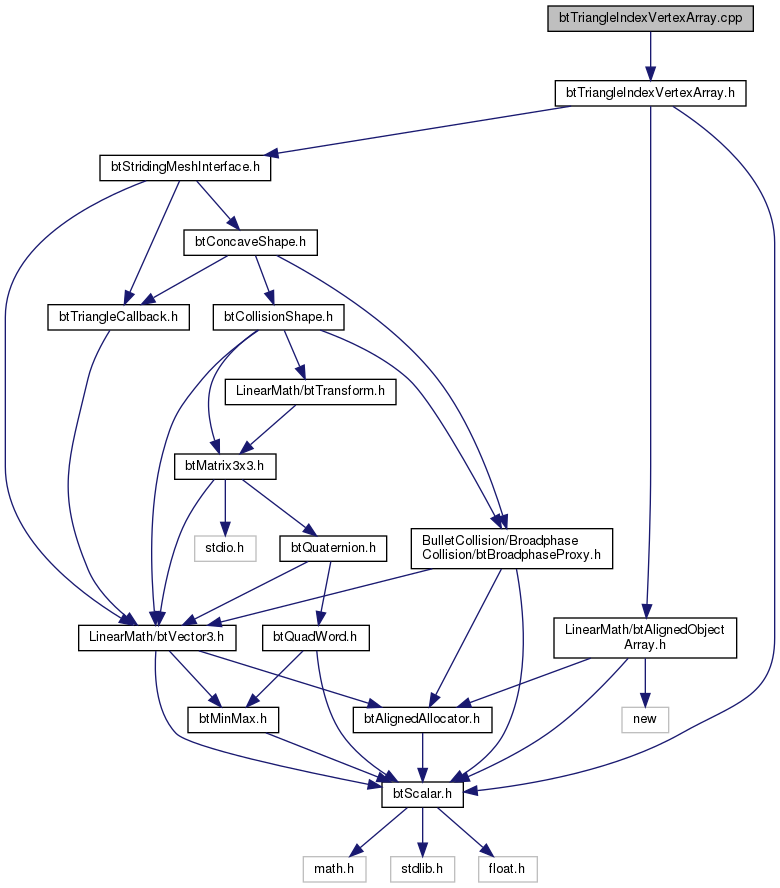 btTriangleIndexVertexArray.cpp
btTriangleIndexVertexArray.h
btStridingMeshInterface.h
btConcaveShape.h
btTriangleCallback.h
btCollisionShape.h
LinearMath/btTransform.h
btMatrix3x3.h
stdio.h
btQuaternion.h
BulletCollision/Broadphase
Collision/btBroadphaseProxy.h
LinearMath/btVector3.h
btQuadWord.h
LinearMath/btAlignedObject
Array.h
btMinMax.h
btAlignedAllocator.h
new
btScalar.h
math.h
stdlib.h
float.h